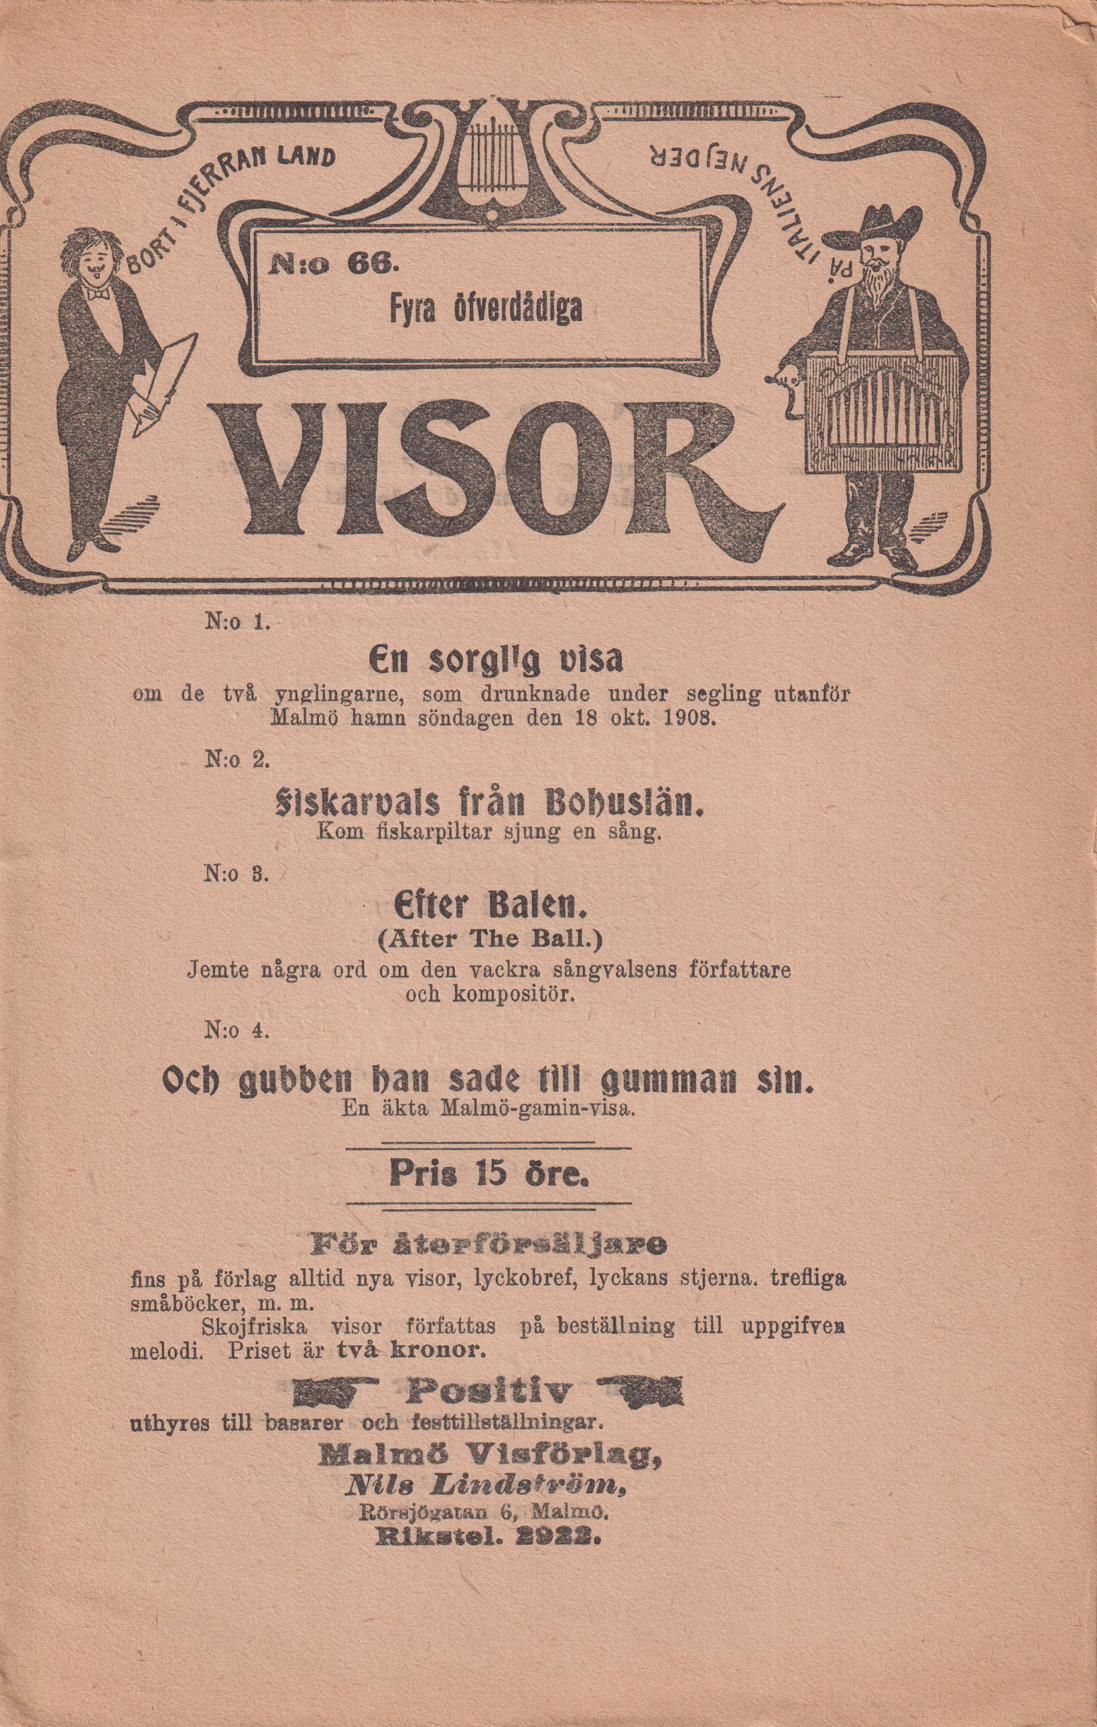 BORT I FJERRAN LAND
PÅ ITALIENS NEJDER
N:o 66.
Fyra öfverdådiga
VISOR
N:o 1.
En sorglig visa
om de två ynglingarne, som drunknade under segling utanför
Malmö hamn söndagen den 18 okt. 1908.
N:o 2.
Fiskarvals från Bohuslän.
Kom fiskarpiltar sjung en sång.
N:o 3.
Efter Balen.
(After The Ball.)
Jemte några ord om den vackra sångvalsens författare
och kompositör.
N:o 4.
Och gubben han sade till gumman sin.
En äkta Malmö-gamin-visa.
Pris 15 öre.
För återförsäljare
fins på förlag alltid nya visor, lyckobref, lyckans stjerna. trefliga
småböcker, m. m.
Skojfriska visor författas på beställning till uppgifven
melodi. Priset är två kronor.
Positiv
uthyres till basarer och festtillställningar.
Malmö Visförlag,
Nils Lindström,
Rörsjögatan 6, Malmö.
Rikstel. 2922.